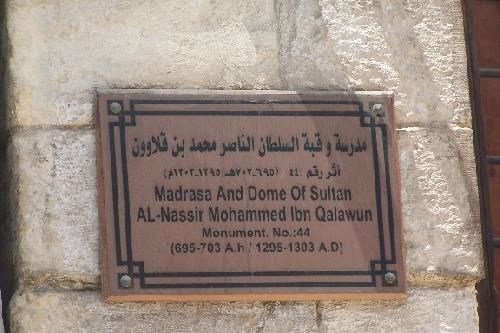 مدرسة و قبة السلطان الناصر محمد بن قلاوون
أثر رقم :٤٤ (٦٩٥-٧٠٣هـ-١٢٩٥-١٣٠٣م)
Madrasa And Dome Of Sultan
AL-Nassir Mohammed Ibn Qalawun
Monument. No.:44
(695-703 A.h / 1295-1303 A.D)